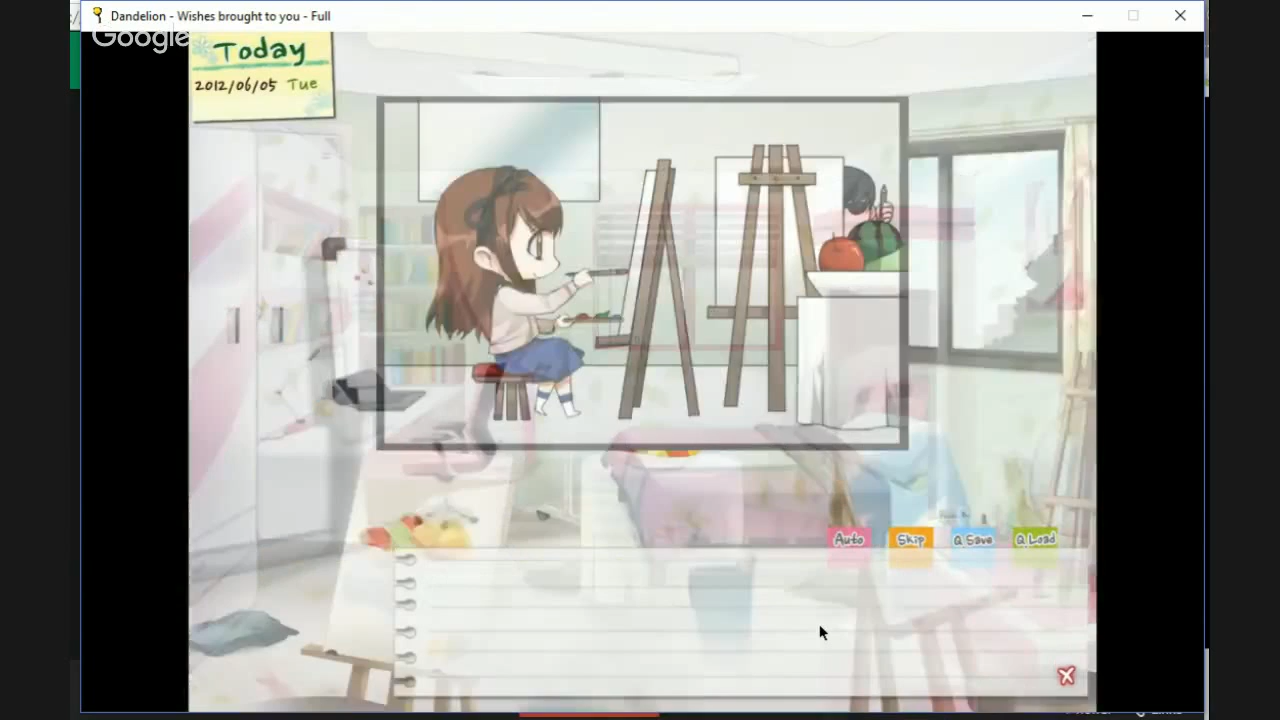 Dandelion - Wishes brought to you - Full
Google
Today
2012/06/05 Tue
Auto
Skip
Q.Save
Q.Load